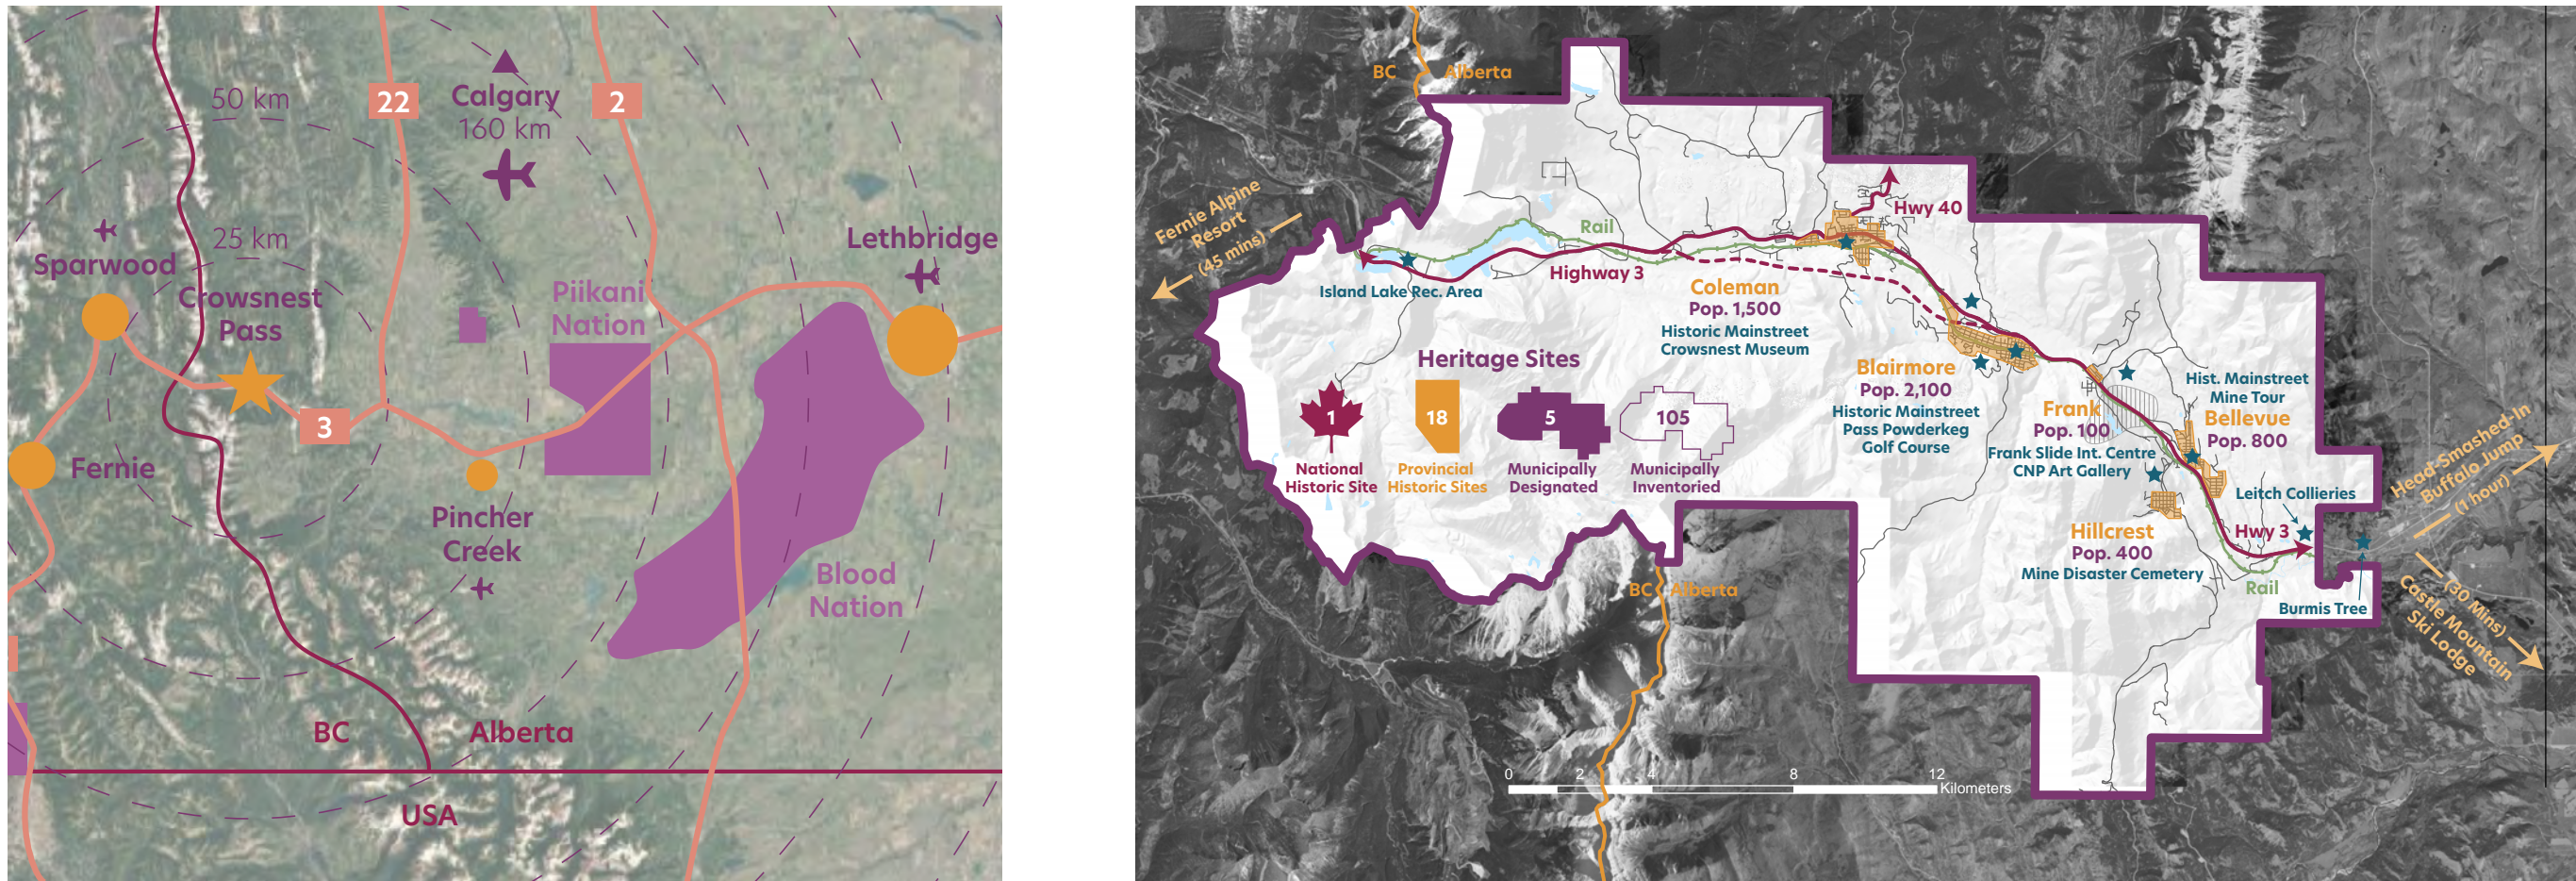 50 km
22
Calgary
160 km
2
25 km
Sparwood
Lethbridge
Crowsnest
Pass
Piikani
Nation
3
Fernie
Pincher
Creek
Blood
Nation
BC
Alberta
USA
BC
Alberta
Fernie Alpine
Resort
(45 mins)
Hwy 40
Rail
Highway 3
Island Lake Rec. Area
Coleman
Pop. 1,500
Historic Mainstreet
Crowsnest Museum
Heritage Sites
1
National
Historic Site
18
Provincial
Historic Sites
5
Municipally
Designated
105
Municipally
Inventoried
Blairmore
Pop. 2,100
Historic Mainstreet
Pass Powderkeg
Golf Course
Frank
Pop. 100
Frank Slide Int. Centre
CNP Art Gallery
Hist. Mainstreet
Mine Tour
Bellevue
Pop. 800
Leitch Collieries
Hwy 3
Hillcrest
Pop. 400
Mine Disaster Cemetery
Rail
Burmis Tree
Head-Smashed-In
Buffalo Jump
(1 hour)
(30 Mins)
Castle Mountain
Ski Lodge
BC
Alberta
0 2 4 8 12
Kilometers